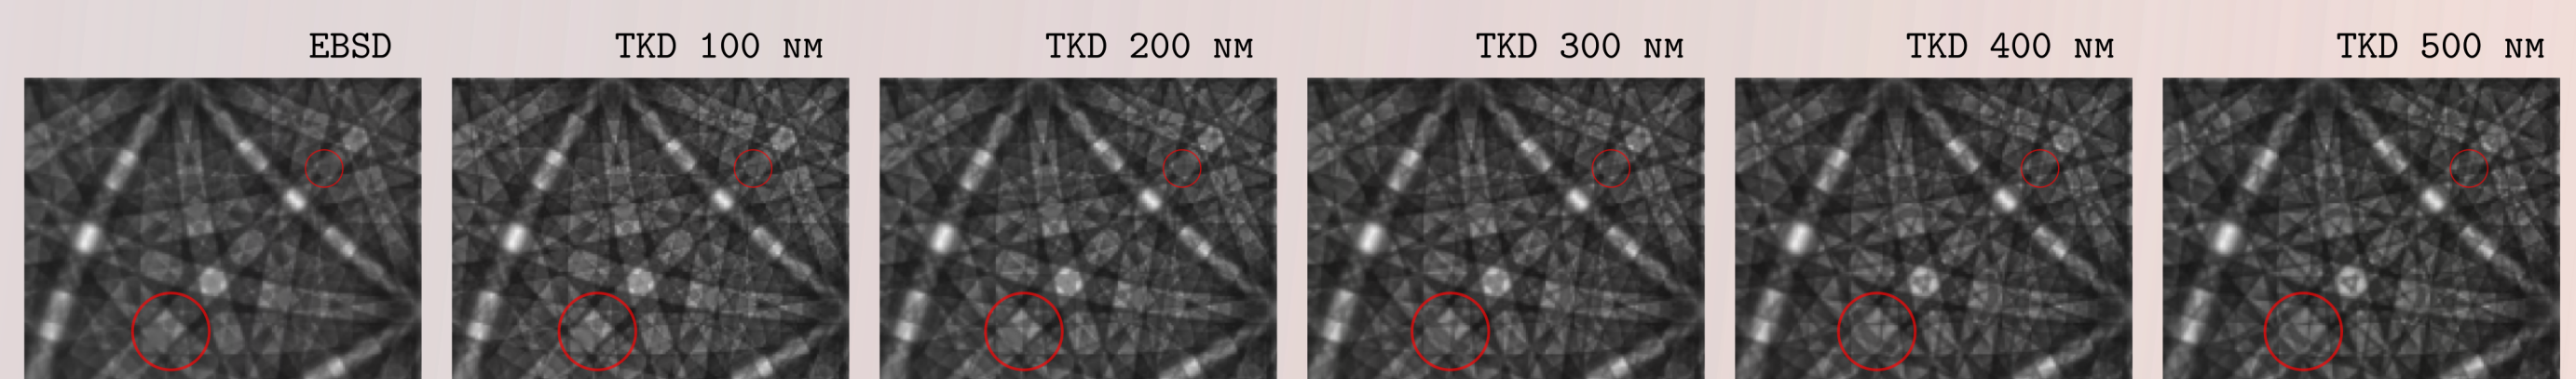 EBSD TKD 100 NM TKD 200 NM TKD 300 NM TKD 400 NM TKD 500 NM